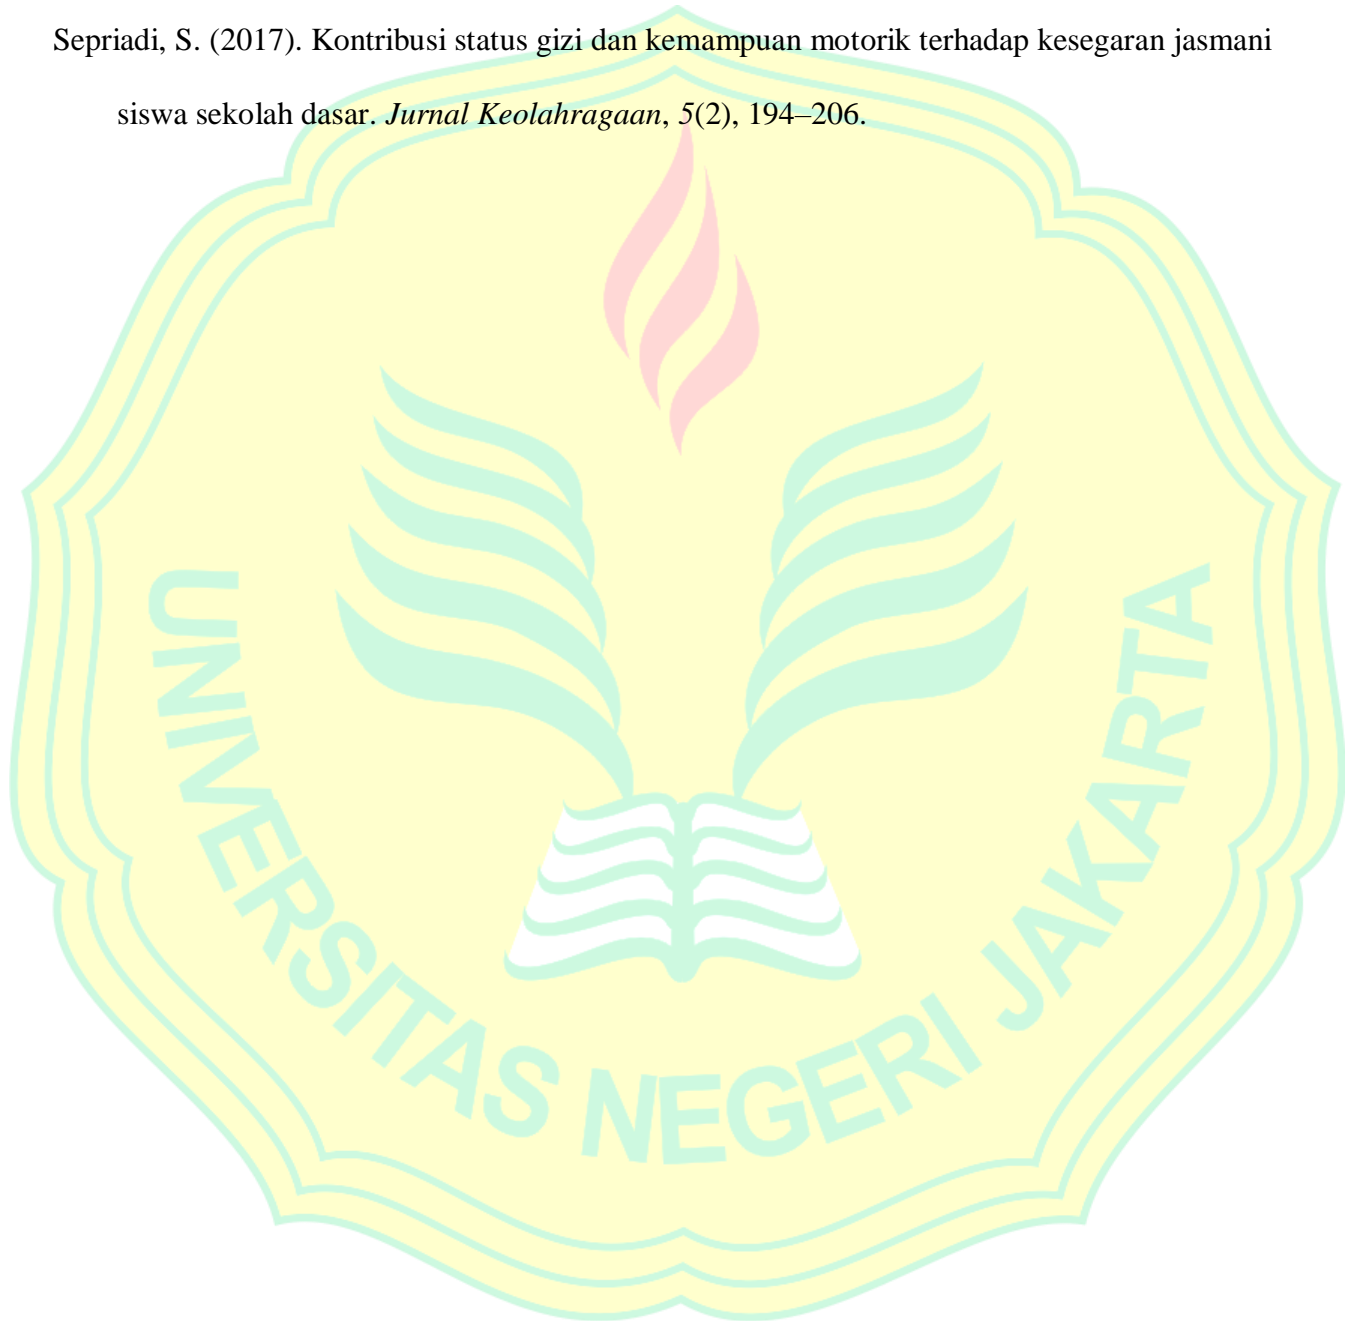 Sepriadi, S. (2017). Kontribusi status gizi dan kemampuan motorik terhadap kesegaran jasmani
siswa sekolah dasar. Jurnal Keolahragaan, 5(2), 194–206.
UNIVERSITAS NEGERI JAKARTA